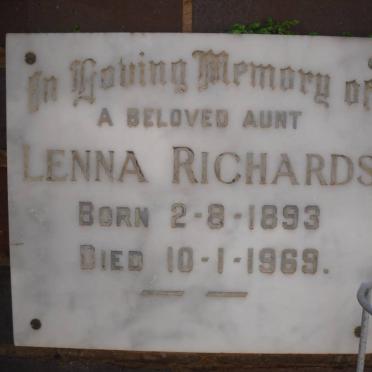 In Loving Memory of
A BELOVED AUNT
LENNA RICHARDS
BORN 2-8-1893
DIED 10-1-1969.